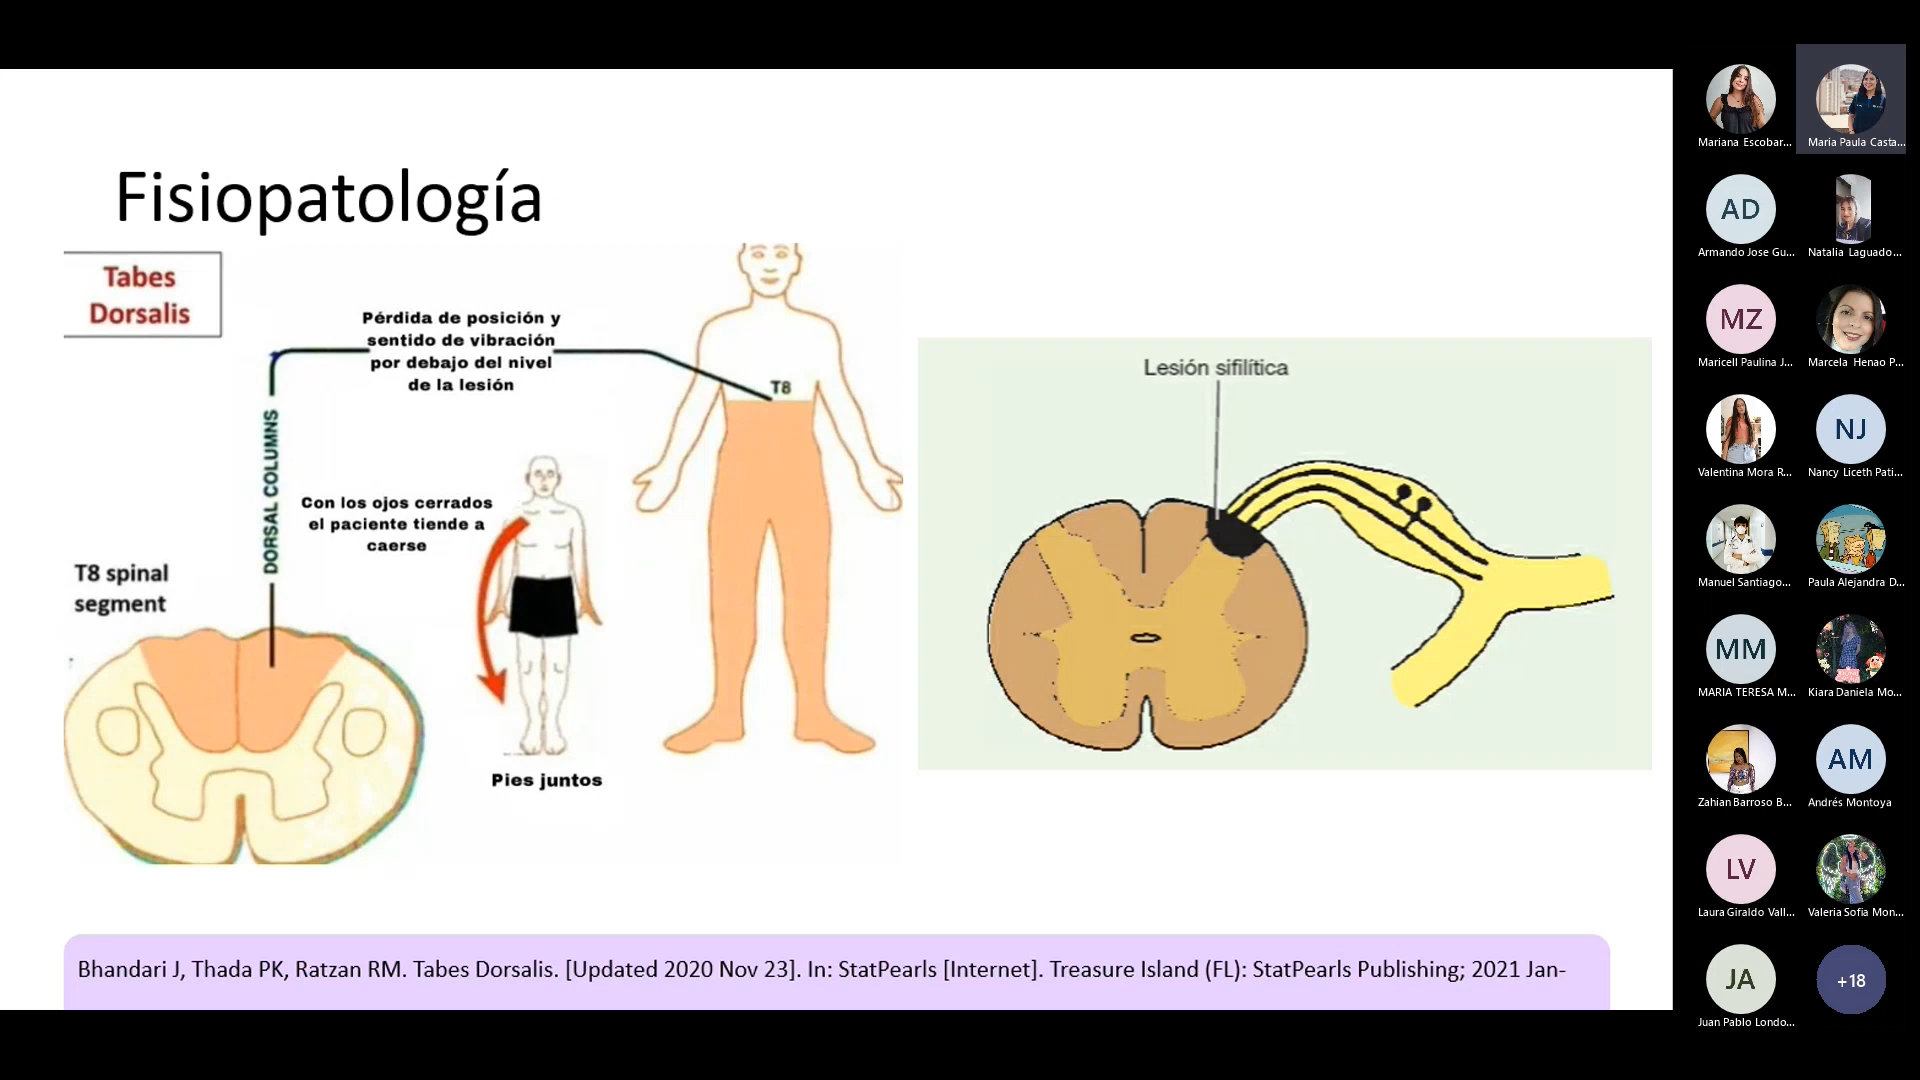 Fisiopatología
Tabes
Dorsalis
Pérdida de posición y
sentido de vibración
por debajo del nivel
de la lesión
T8
DORSAL COLUMNS
Con los ojos cerrados
el paciente tiende a
caerse
T8 spinal
segment
Pies juntos
Lesión sifilítica
Bhandari J, Thada PK, Ratzan RM. Tabes Dorsalis. [Updated 2020 Nov 23]. In: StatPearls [Internet]. Treasure Island (FL): StatPearls Publishing; 2021 Jan-
Mariana Escobar...
Maria Paula Casta...
AD
Armando Jose Gu...
Natalia Laguado...
MZ
Maricell Paulina J...
Marcela Henao P...
Valentina Mora R...
NJ
Nancy Liceth Pati...
Manuel Santiago...
Paula Alejandra D...
MM
MARIA TERESA M...
Kiara Daniela Mo...
Zahian Barroso B...
AM
Andrés Montoya
LV
Laura Giraldo Vall...
Valeria Sofia Mon...
JA
Juan Pablo Londo...
+18